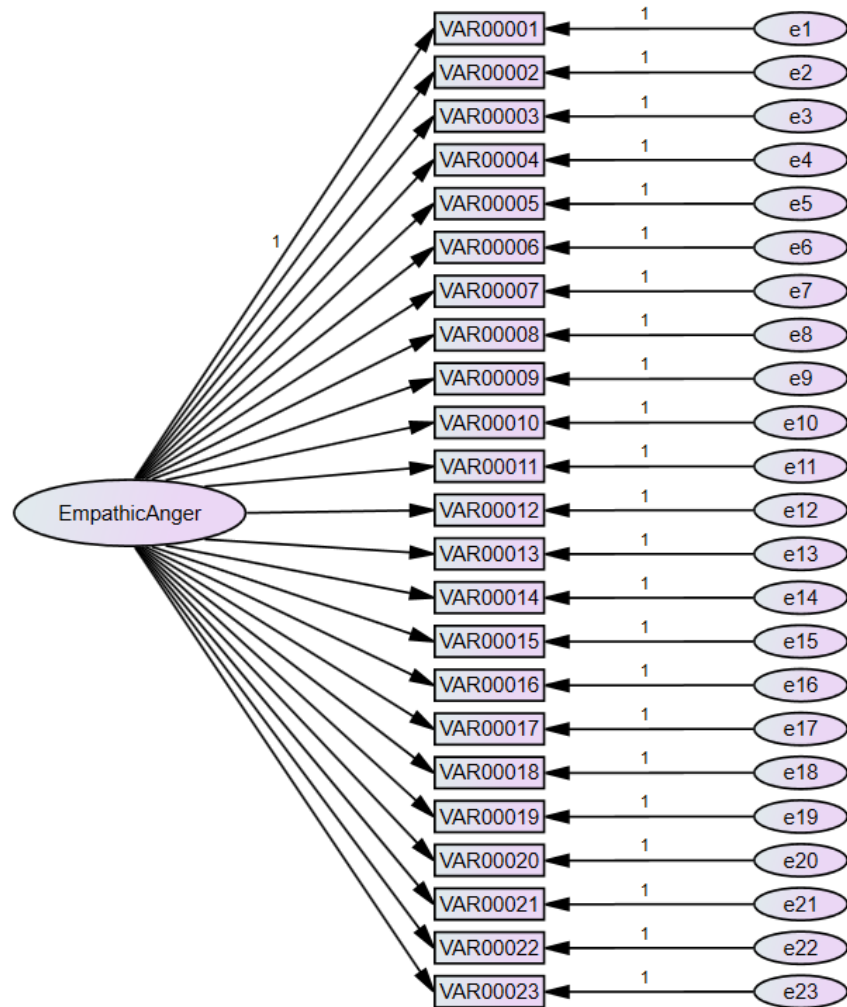 VAR00001 1 e1
VAR00002 1 e2
VAR00003 1 e3
VAR00004 1 e4
VAR00005 1 e5
1
VAR00006 1 e6
VAR00007 1 e7
VAR00008 1 e8
VAR00009 1 e9
VAR00010 1 e10
VAR00011 1 e11
EmpathicAnger VAR00012 1 e12
VAR00013 1 e13
VAR00014 1 e14
VAR00015 1 e15
VAR00016 1 e16
VAR00017 1 e17
VAR00018 1 e18
VAR00019 1 e19
VAR00020 1 e20
VAR00021 1 e21
VAR00022 1 e22
VAR00023 1 e23